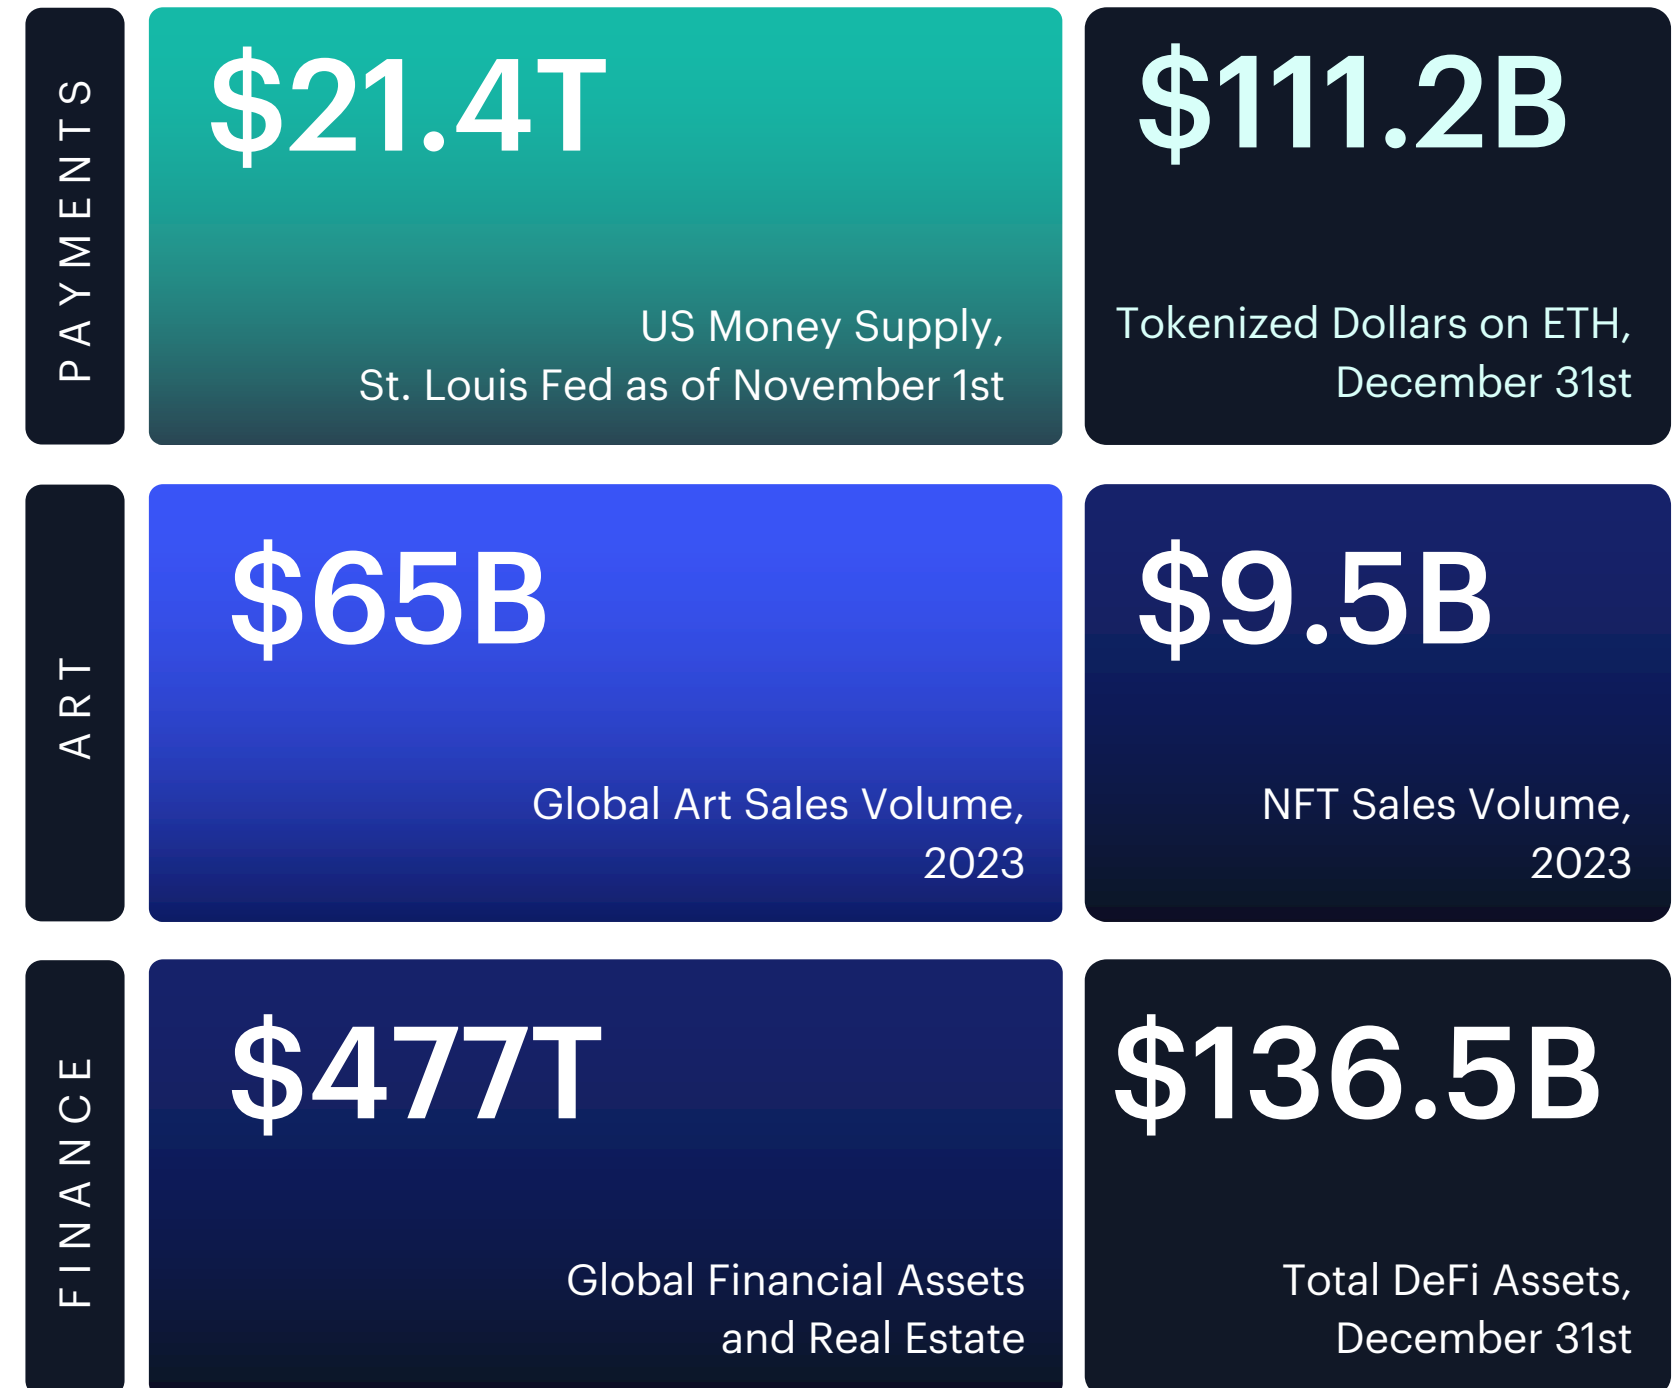 PAYMENTS
$21.4T
US Money Supply,
St. Louis Fed as of November 1st
$111.2B
Tokenized Dollars on ETH,
December 31st
ART
$65B
Global Art Sales Volume,
2023
$9.5B
NFT Sales Volume,
2023
FINANCE
$477T
Global Financial Assets
and Real Estate
$136.5B
Total DeFi Assets,
December 31st